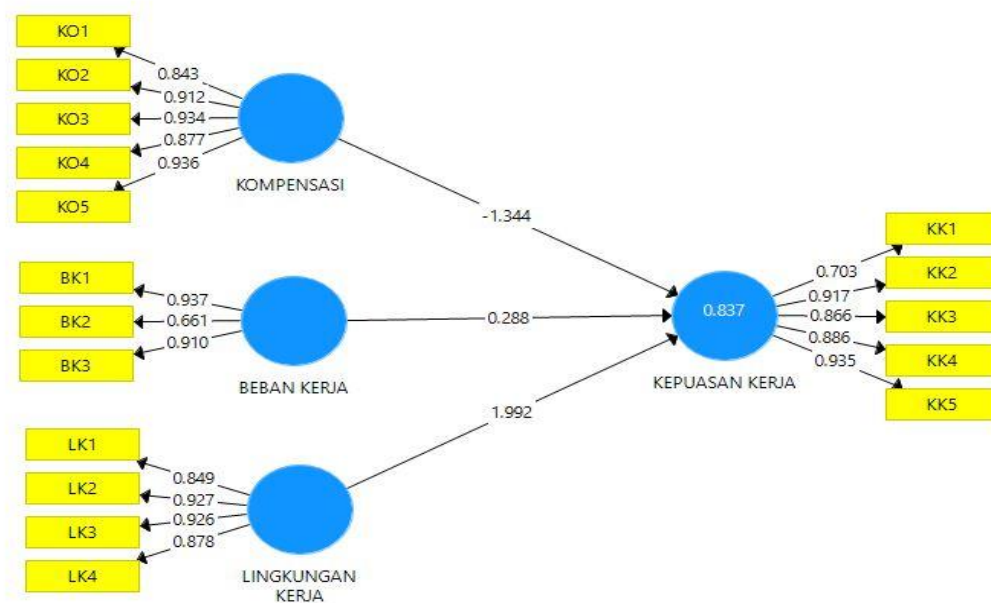 KO1
KO2
KO3
KO4
KO5
0.843
0.912
0.934
0.877
0.936
KOMPENSASI
-1.344
BK1
BK2
BK3
0.937
0.661
0.910
BEBAN KERJA
0.288
LK1
LK2
LK3
LK4
0.849
0.927
0.926
0.878
LINGKUNGAN
KERJA
1.992
0.837
KEPUASAN KERJA
0.703
0.917
0.866
0.886
0.935
KK1
KK2
KK3
KK4
KK5